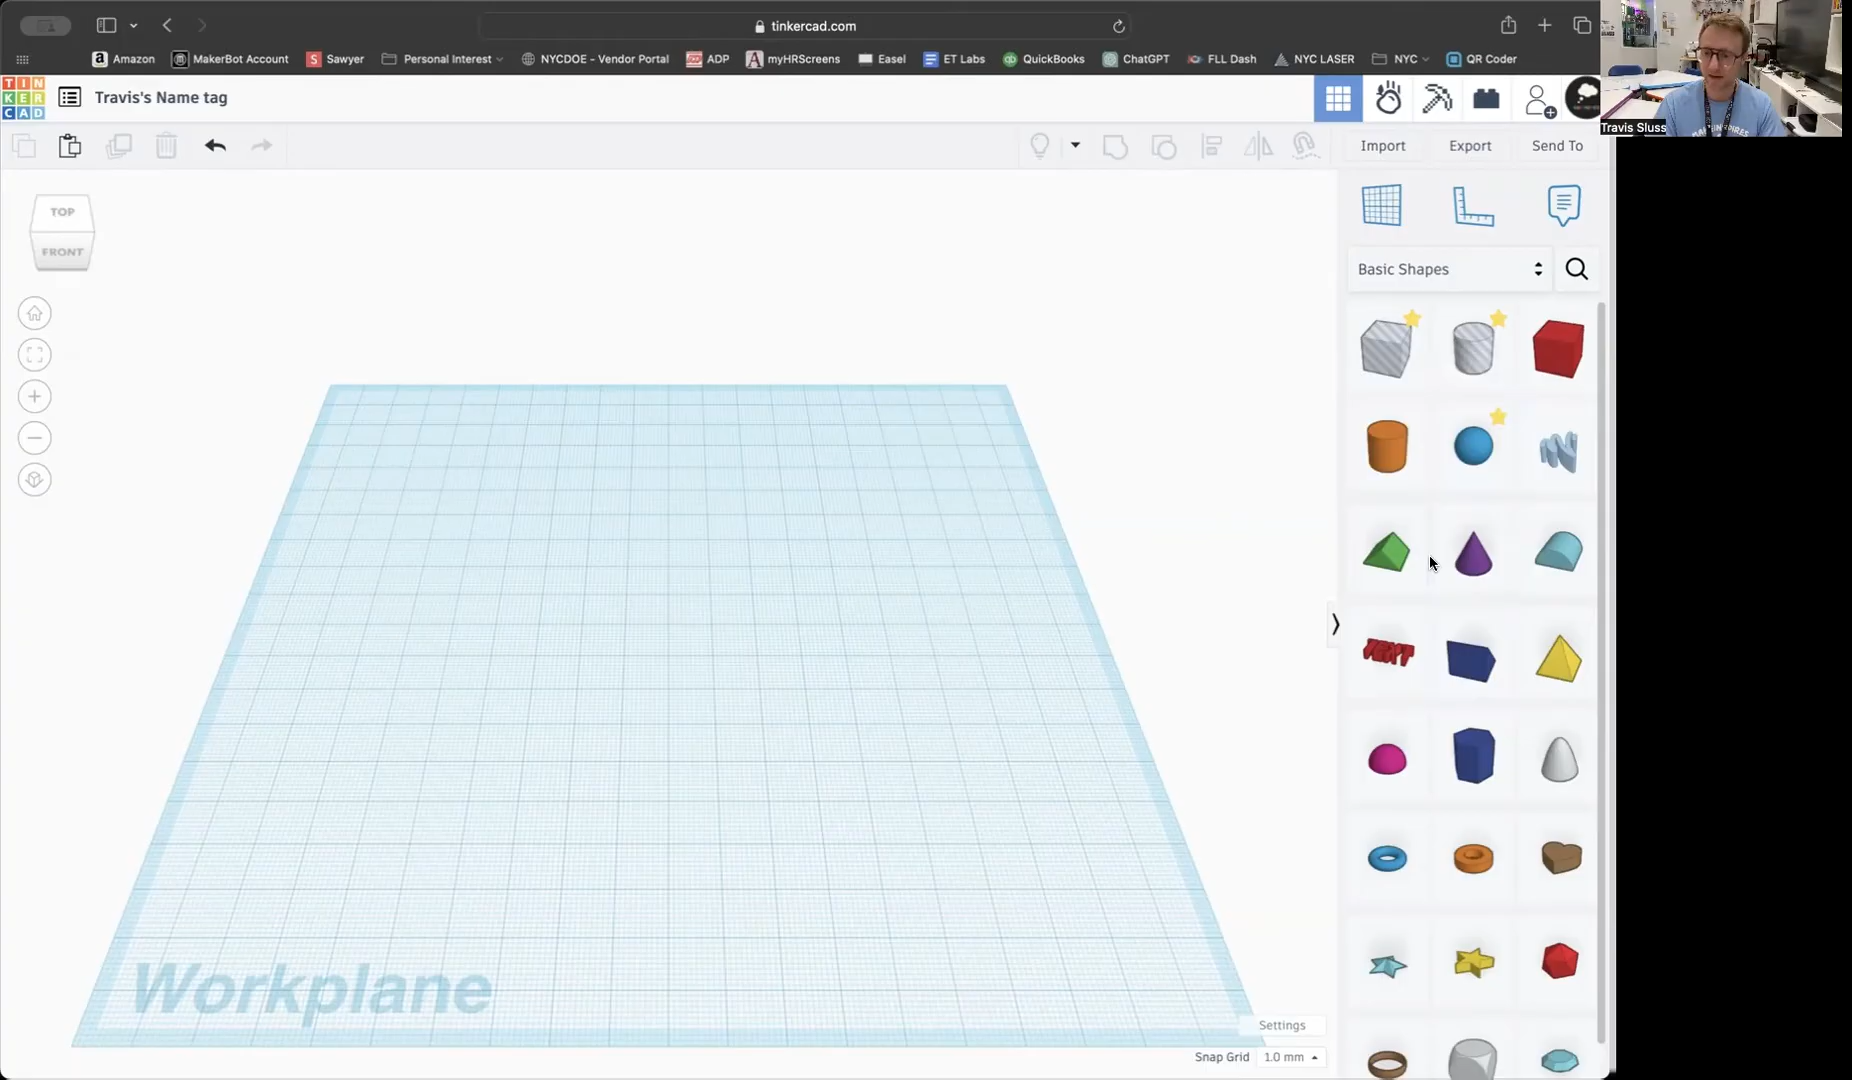 tinkercad.com
Amazon MakerBot Account Sawyer Personal Interest NYCDOE - Vendor Portal ADP myHRScreens Easel ET Labs QuickBooks ChatGPT FLL Dash NYC LASER NYC QR Coder
TIN
KER
CAD
Travis's Name tag
Travis Sluss
Import Export Send To
TOP
FRONT
Basic Shapes
TEXT
Workplane
Settings
Snap Grid 1.0 mm